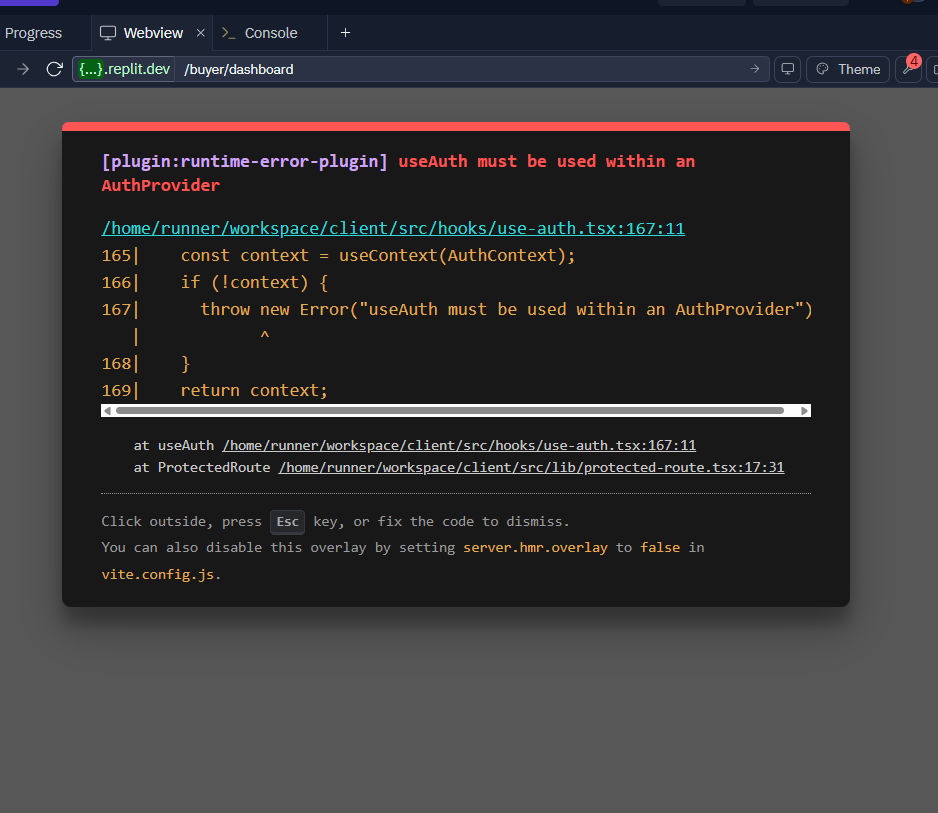 Progress
Webview
Console
{...}.replit.dev
/buyer/dashboard
Theme
4
[plugin:runtime-error-plugin] useAuth must be used within an
AuthProvider
/home/runner/workspace/client/src/hooks/use-auth.tsx:167:11
165|    const context = useContext(AuthContext);
166|    if (!context) {
167|      throw new Error("useAuth must be used within an AuthProvider")
   |            ^
168|    }
169|    return context;
at useAuth /home/runner/workspace/client/src/hooks/use-auth.tsx:167:11
at ProtectedRoute /home/runner/workspace/client/src/lib/protected-route.tsx:17:31
Click outside, press Esc key, or fix the code to dismiss.
You can also disable this overlay by setting server.hmr.overlay to false in
vite.config.js.